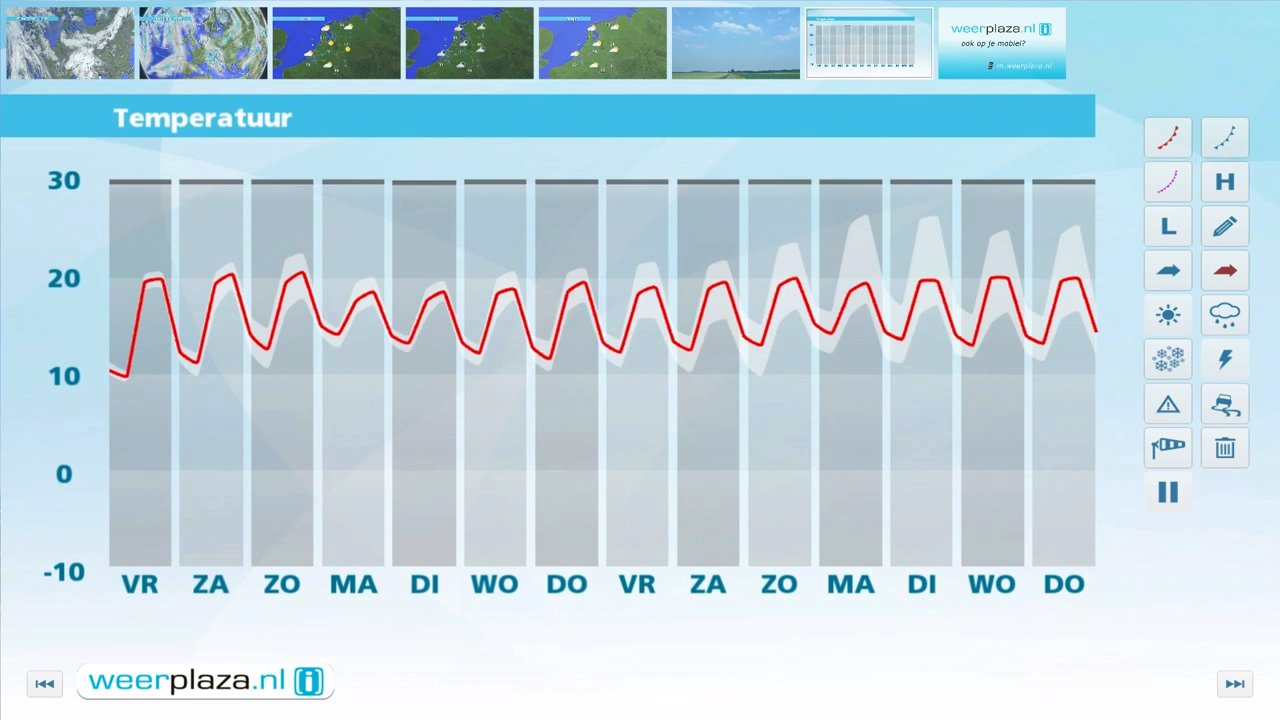 weerplaza.nl i
ook op je mobiel?
m.weerplaza.nl
Temperatuur
30
20
10
0
-10
VR ZA ZO MA DI WO DO VR ZA ZO MA DI WO DO
H
L
weerplaza.nl i